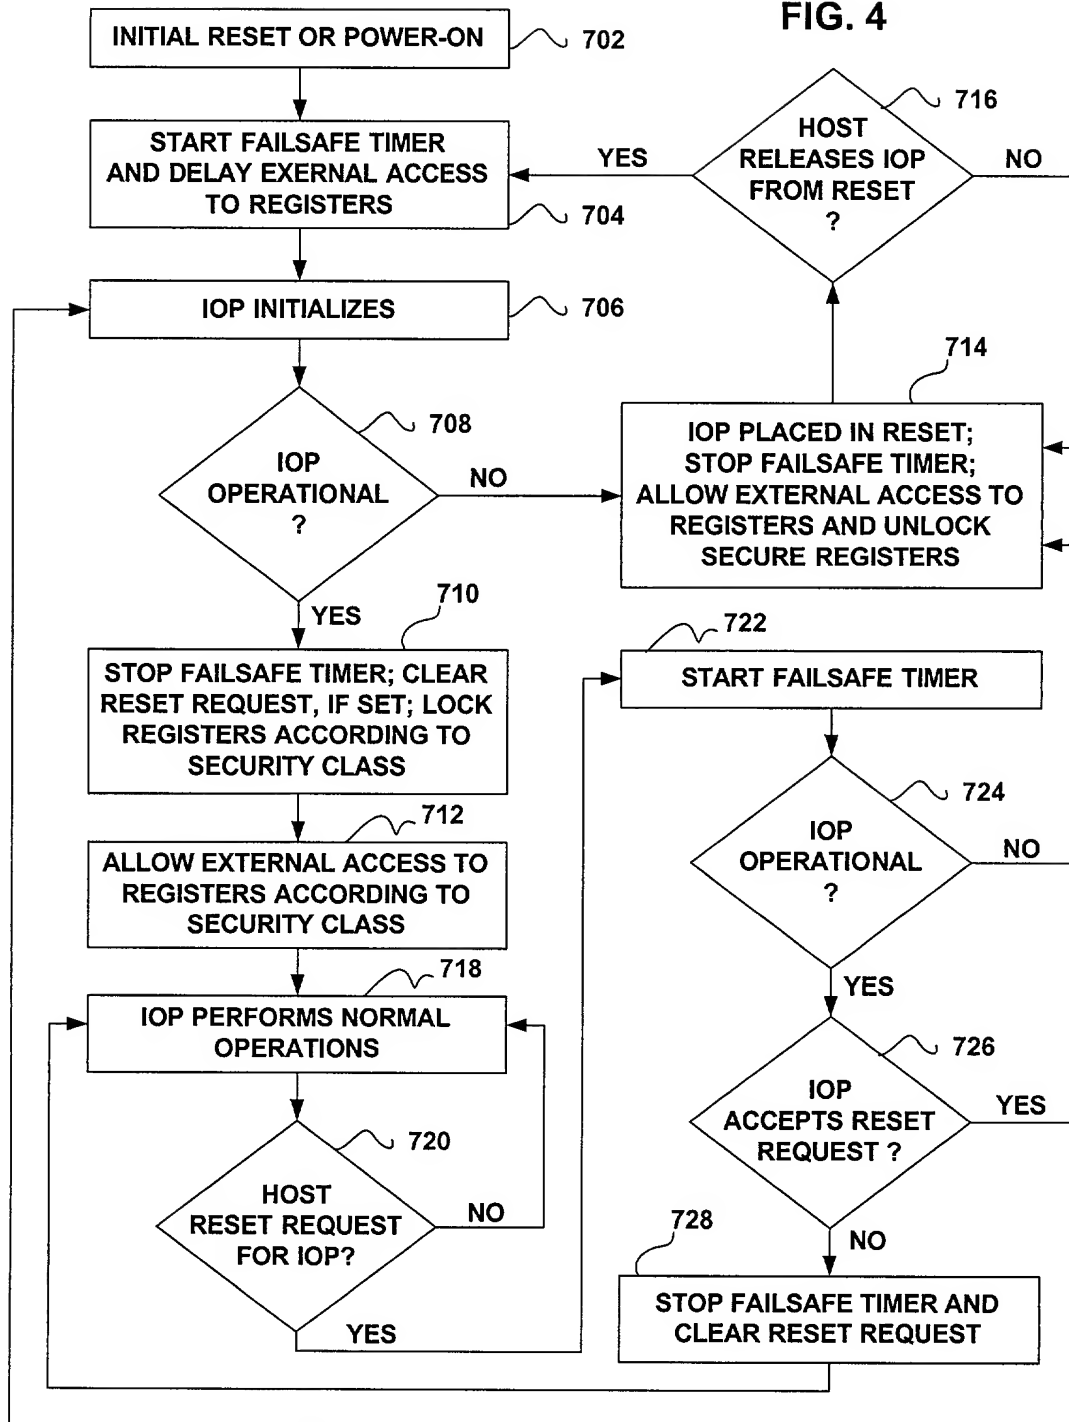 FIG. 4
INITIAL RESET OR POWER-ON
702
START FAILSAFE TIMER
AND DELAY EXERNAL ACCESS
TO REGISTERS
704
IOP INITIALIZES
706
IOP
OPERATIONAL
?
708
NO
YES
710
STOP FAILSAFE TIMER; CLEAR
RESET REQUEST, IF SET; LOCK
REGISTERS ACCORDING TO
SECURITY CLASS
712
ALLOW EXTERNAL ACCESS TO
REGISTERS ACCORDING TO
SECURITY CLASS
718
IOP PERFORMS NORMAL
OPERATIONS
720
HOST
RESET REQUEST
FOR IOP?
NO
YES
716
HOST
RELEASES IOP
FROM RESET
?
YES
NO
714
IOP PLACED IN RESET;
STOP FAILSAFE TIMER;
ALLOW EXTERNAL ACCESS TO
REGISTERS AND UNLOCK
SECURE REGISTERS
722
START FAILSAFE TIMER
724
IOP
OPERATIONAL
?
NO
YES
726
IOP
ACCEPTS RESET
REQUEST ?
YES
NO
728
STOP FAILSAFE TIMER AND
CLEAR RESET REQUEST